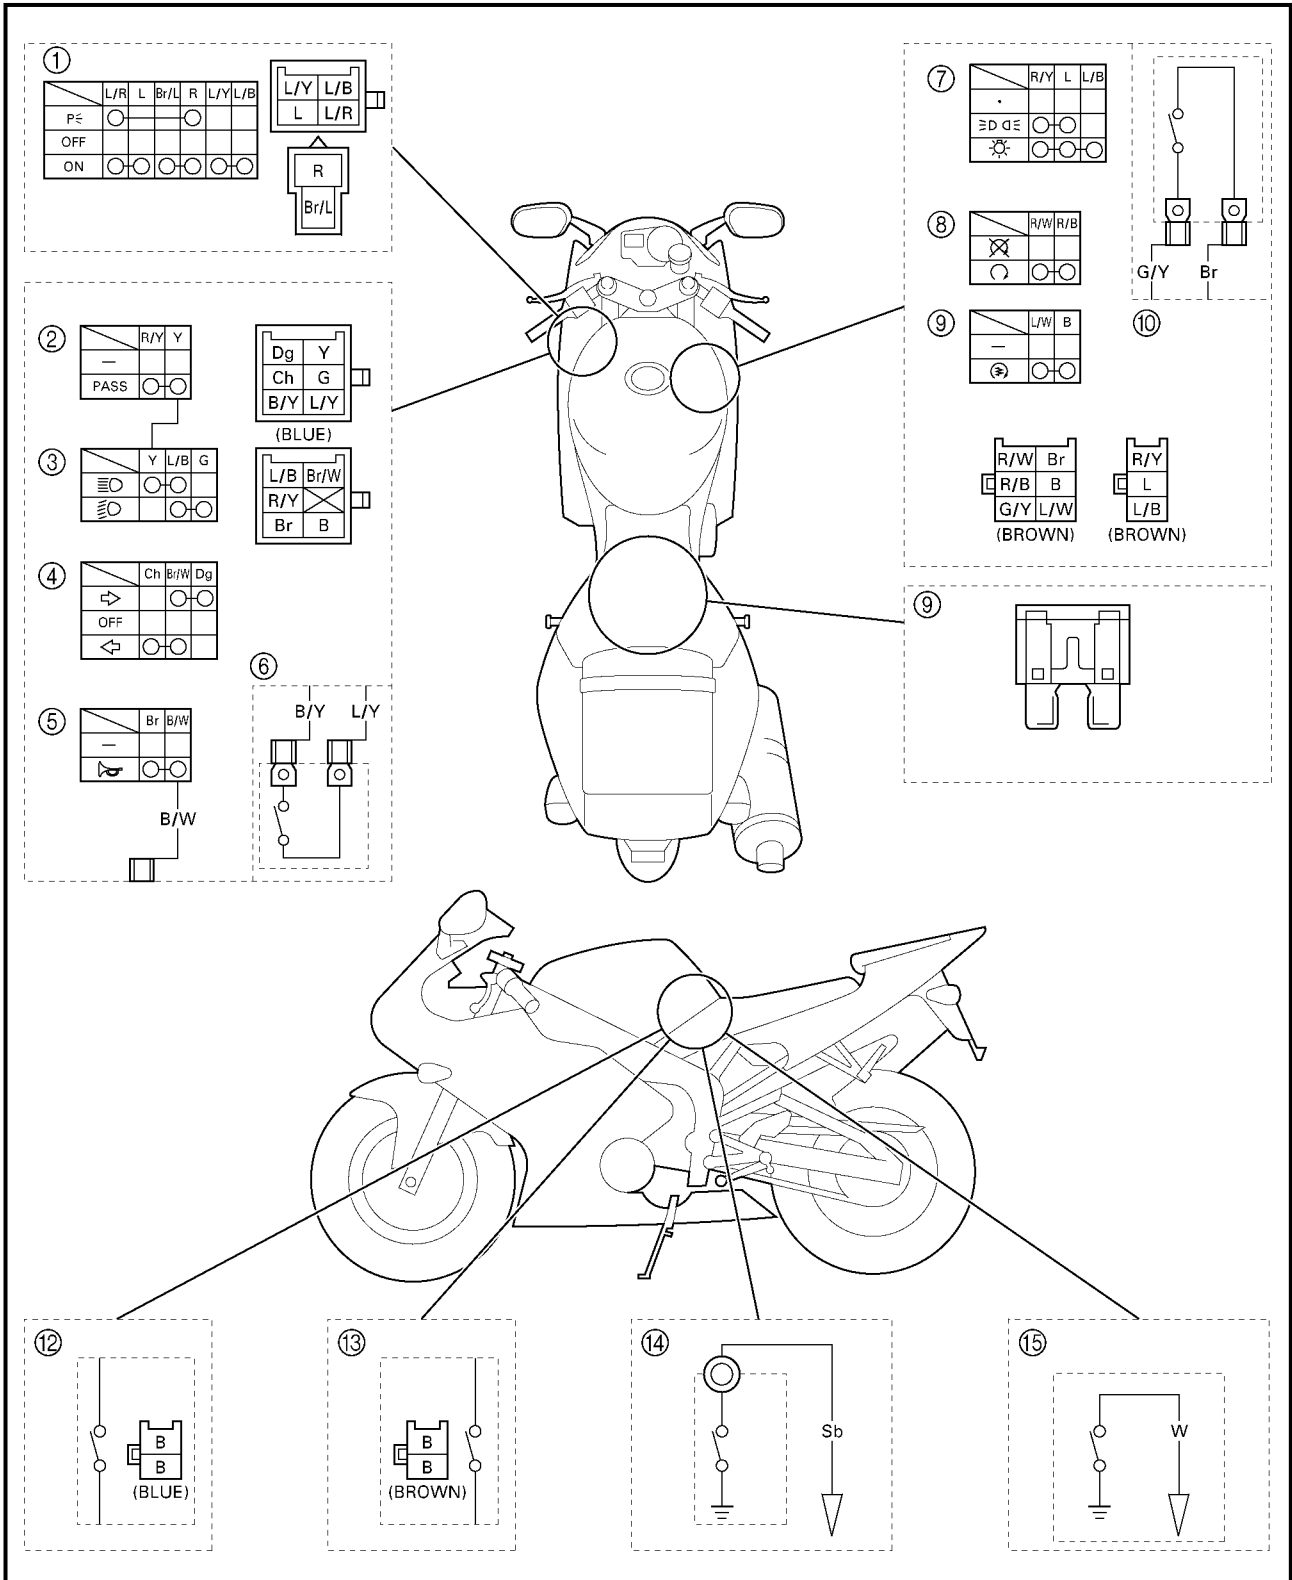 ①
L/R L Br/L R L/Y L/B
P
OFF
ON
L/Y L/B
L L/R
R
Br/L
②
R/Y Y
—
PASS
③
Y L/B G
④
Ch Br/W Dg
OFF
⑤
Br B/W
—
B/W
Dg Y
Ch G
B/Y L/Y
(BLUE)
L/B Br/W
R/Y
Br B
⑥
B/Y L/Y
⑦
R/Y L L/B
•
⑧
R/W R/B
⑨
L/W B
—
G/Y Br
⑩
R/W Br
R/B B
G/Y L/W
(BROWN)
R/Y
L
L/B
(BROWN)
⑨
⑫
B
B
(BLUE)
⑬
B
B
(BROWN)
⑭
Sb
⑮
W